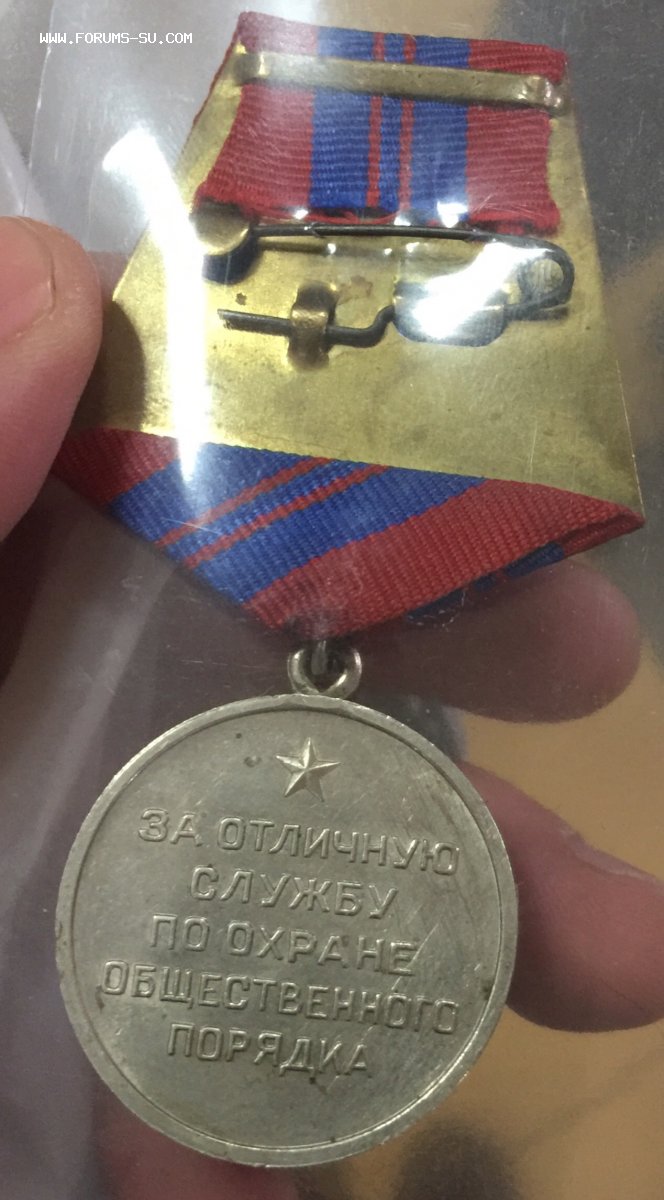 WWW.FORUMS-SU.COM
ЗА ОТЛИЧНУЮ
СЛУЖБУ
ПО ОХРАНЕ
ОБЩЕСТВЕННОГО
ПОРЯДКА